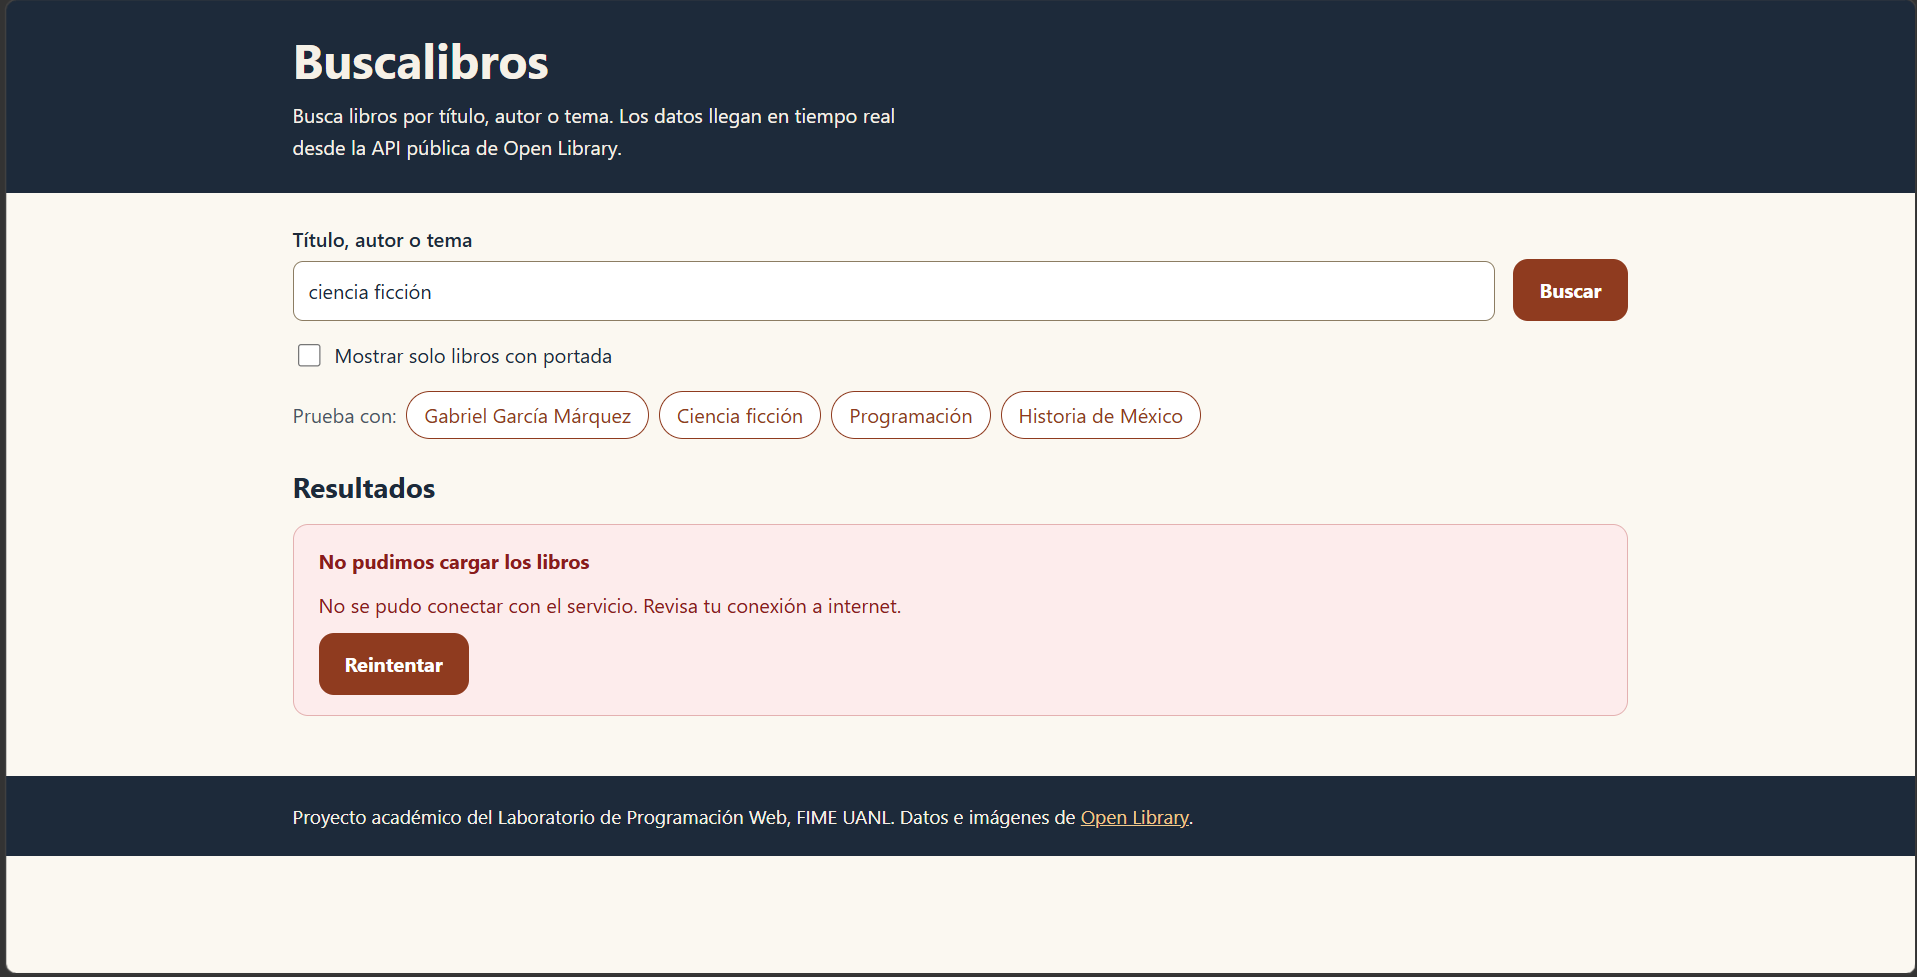 Buscalibros
Busca libros por título, autor o tema. Los datos llegan en tiempo real
desde la API pública de Open Library.
Título, autor o tema
ciencia ficción
Buscar
Mostrar solo libros con portada
Prueba con: Gabriel García Márquez Ciencia ficción Programación Historia de México
Resultados
No pudimos cargar los libros
No se pudo conectar con el servicio. Revisa tu conexión a internet.
Reintentar
Proyecto académico del Laboratorio de Programación Web, FIME UANL. Datos e imágenes de Open Library.